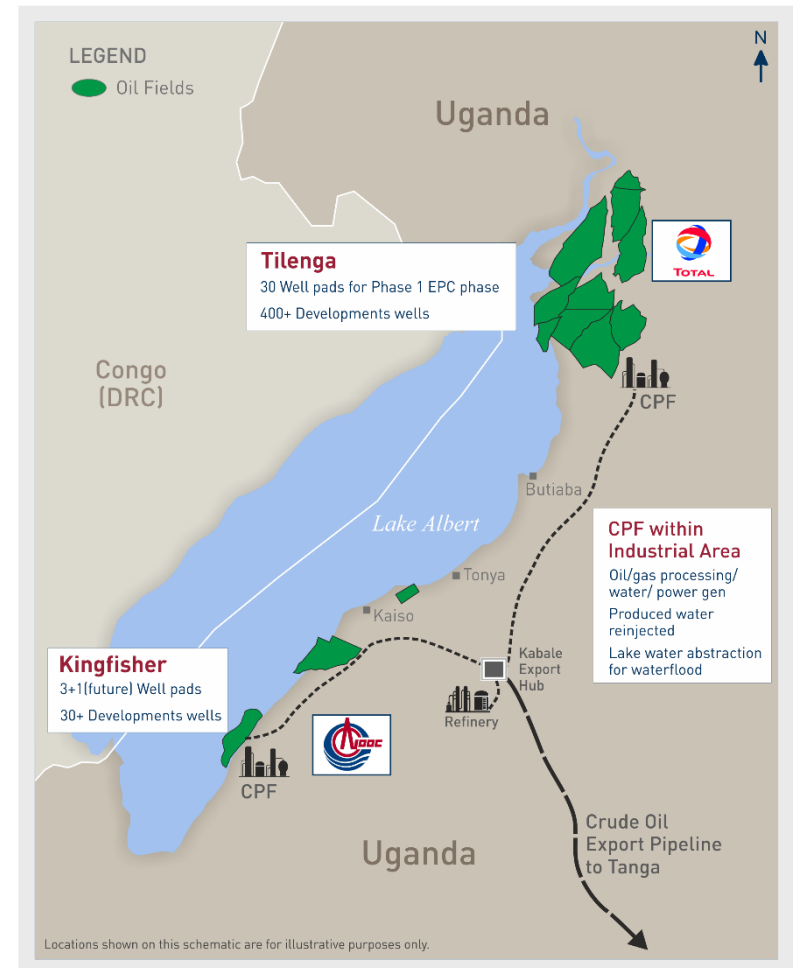 LEGEND
Oil Fields
N
Uganda
TOTAL
Tilenga
30 Well pads for Phase 1 EPC phase
400+ Developments wells
Congo
(DRC)
CPF
Butiaba
Lake Albert
CPF within
Industrial Area
Oil/gas processing/
water/ power gen
Produced water
reinjected
Lake water abstraction
for waterflood
Tonya
Kaiso
Kingfisher
3+1(future) Well pads
30+ Developments wells
Kabale
Export
Hub
Refinery
CNOOC
CPF
Crude Oil
Export Pipeline
to Tanga
Uganda
Locations shown on this schematic are for illustrative purposes only.